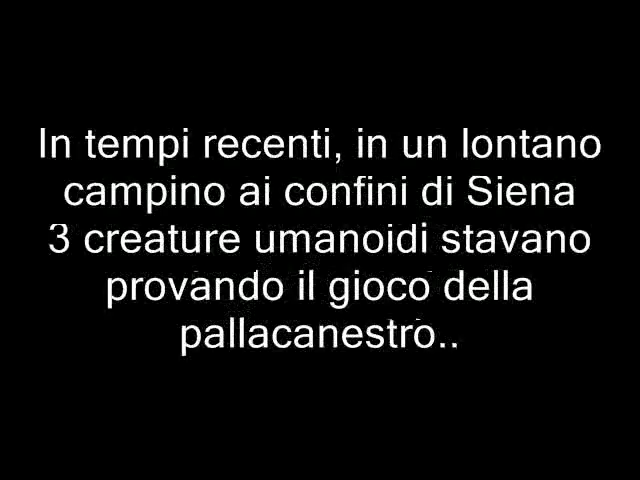 In tempi recenti, in un lontano
campino ai confini di Siena
3 creature umanoidi stavano
provando il gioco della
pallacanestro..